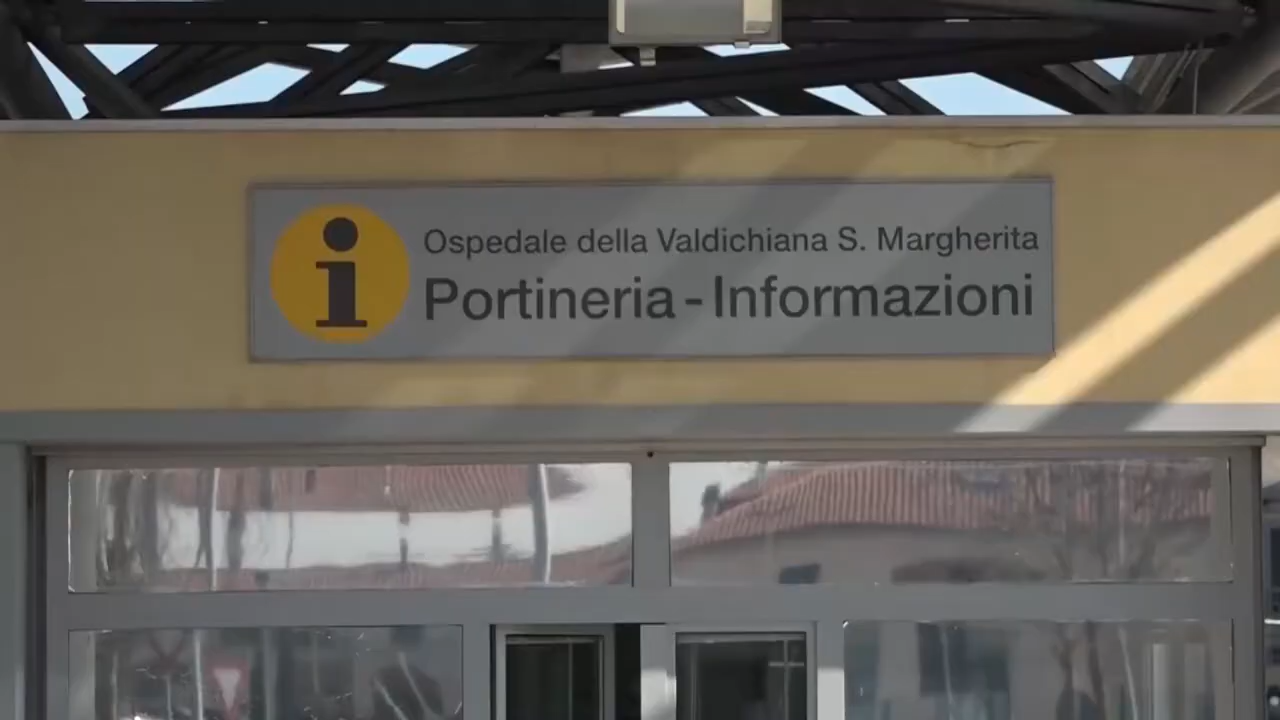 Ospedale della Valdichiana S. Margherita
Portineria - Informazioni